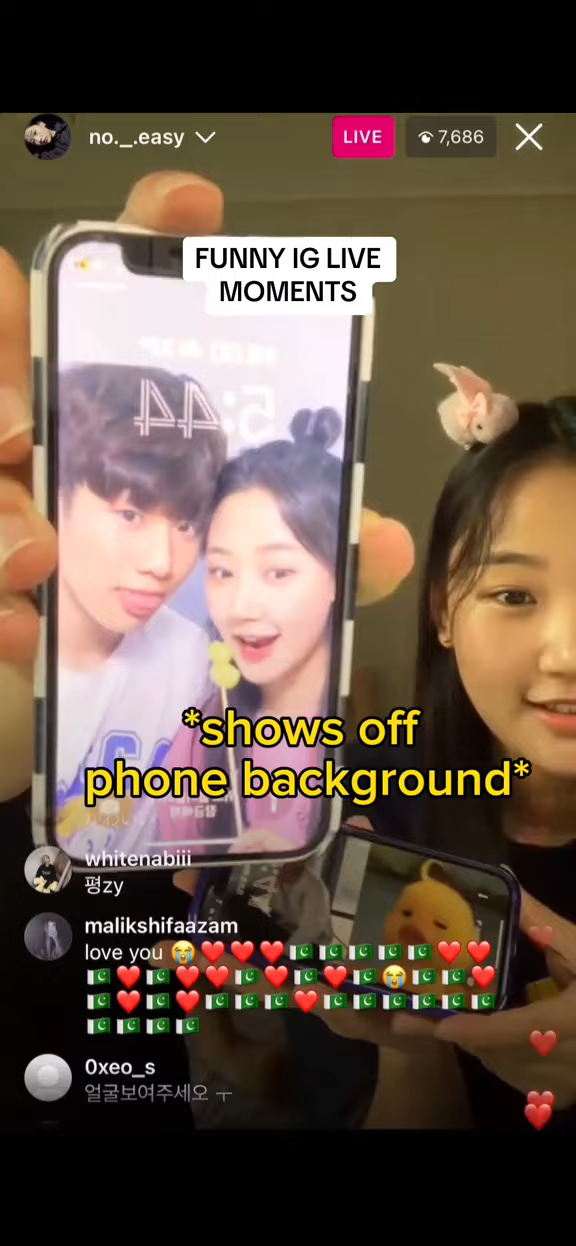 no._.easy
LIVE
7,686
FUNNY IG LIVE
MOMENTS
5:44
*shows off
phone background*
whitenabiii
평zy
malikshifaazam
love you 😭❤️❤️❤️🇵🇰🇵🇰🇵🇰🇵🇰🇵🇰❤️❤️
🇵🇰❤️🇵🇰❤️❤️🇵🇰❤️🇵🇰❤️🇵🇰😭🇵🇰🇵🇰❤️
🇵🇰❤️🇵🇰❤️🇵🇰🇵🇰🇵🇰❤️🇵🇰🇵🇰🇵🇰🇵🇰🇵🇰🇵🇰
🇵🇰🇵🇰🇵🇰🇵🇰
0xeo_s
얼굴보여주세오 ㅜ